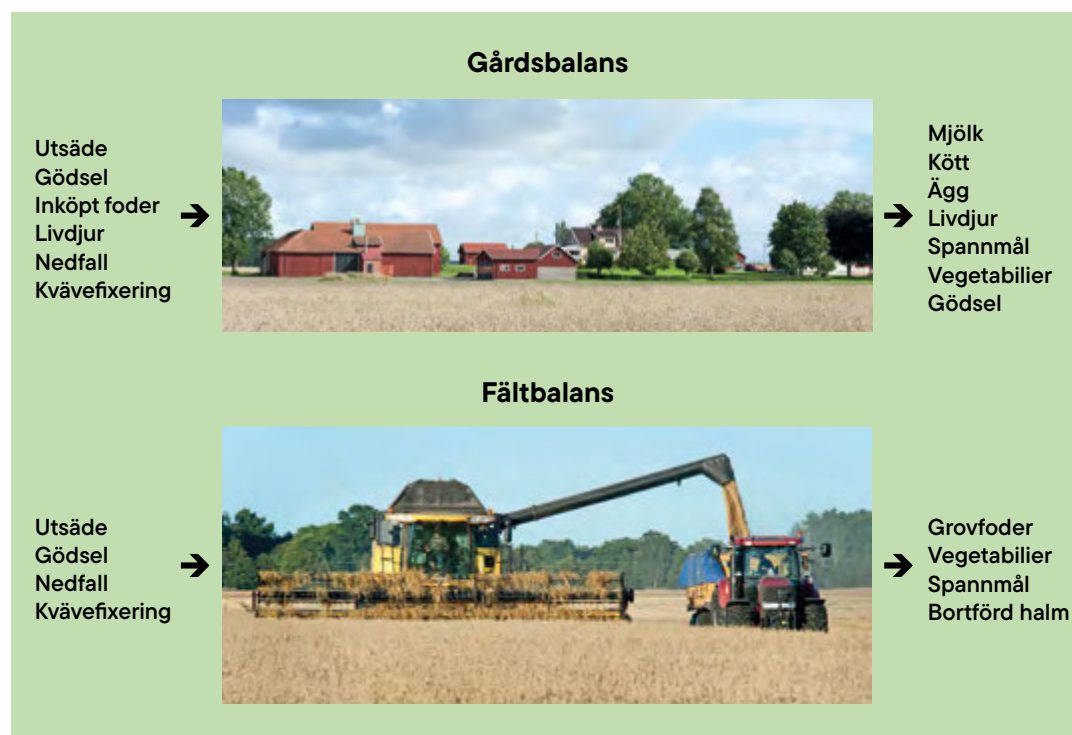 Gårdsbalans
Utsäde
Gödsel
Inköpt foder
Livdjur
Nedfall
Kvävefixering
Mjölk
Kött
Ägg
Livdjur
Spannmål
Vegetabilier
Gödsel
Fältbalans
Utsäde
Gödsel
Nedfall
Kvävefixering
Grovfoder
Vegetabilier
Spannmål
Bortförd halm